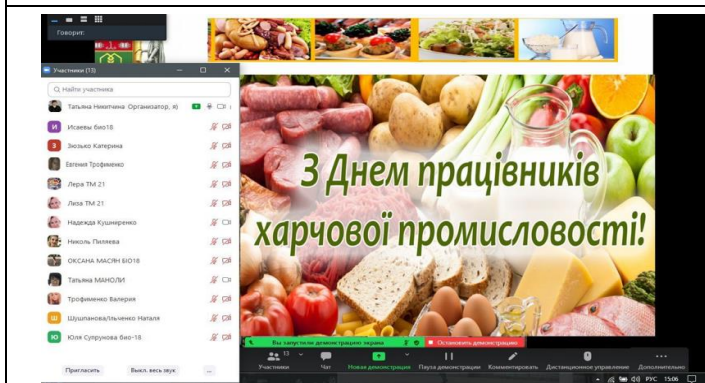 Говорит:
Участники (13)
Найти участника
Татьяна Никитчина (Организатор, я)
И Исаевы био18
З Зюзько Катерина
Евгения Трофименко
Лера ТМ 21
Лиза ТМ 21
Надежда Кушниренко
Николь Пиляева
ОКСАНА МАСЯН БІО18
Татьяна МАНОЛИ
Трофименко Валерия
Ш Шушпанова/Ільченко Наталя
Ю Юля Супрунова био-18
Пригласить Выкл. весь звук ...
З Днем працівників
харчової промисловості!
Вы запустили демонстрацию экрана
Остановить демонстрацию
13
Участники Чат Новая демонстрация Пауза демонстрации Комментировать Дистанционное управление Дополнительно
РУС 15:06